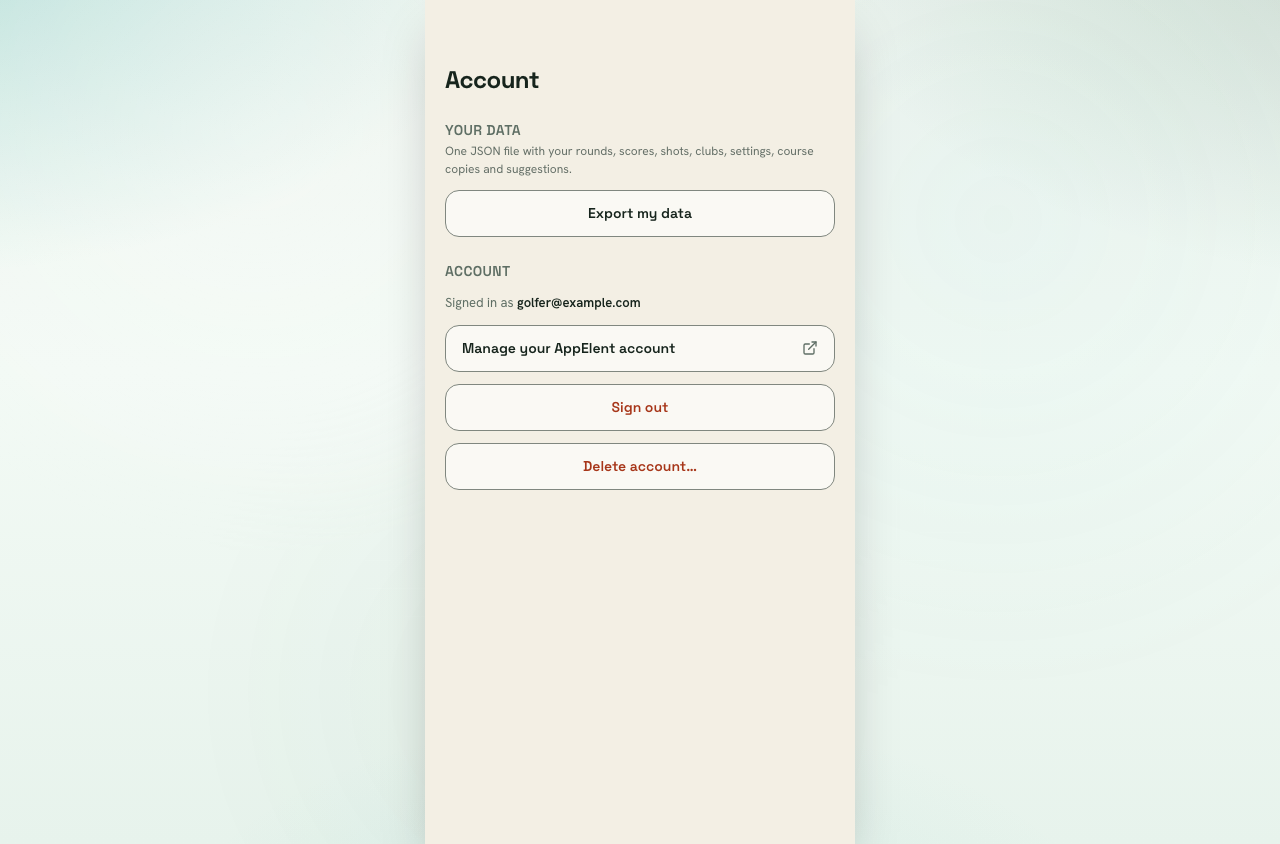 Account
YOUR DATA
One JSON file with your rounds, scores, shots, clubs, settings, course
copies and suggestions.
Export my data
ACCOUNT
Signed in as golfer@example.com
Manage your AppElent account
Sign out
Delete account…